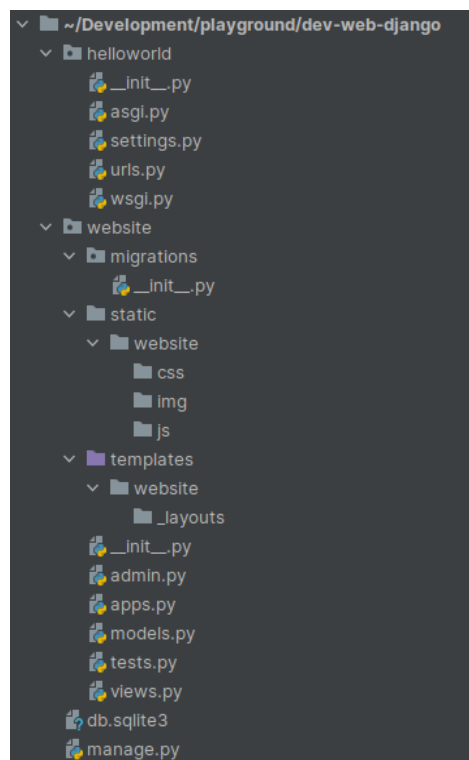 ~/Development/playground/dev-web-django
helloworld
__init__.py
asgi.py
settings.py
urls.py
wsgi.py
website
migrations
__init__.py
static
website
css
img
js
templates
website
_layouts
__init__.py
admin.py
apps.py
models.py
tests.py
views.py
db.sqlite3
manage.py